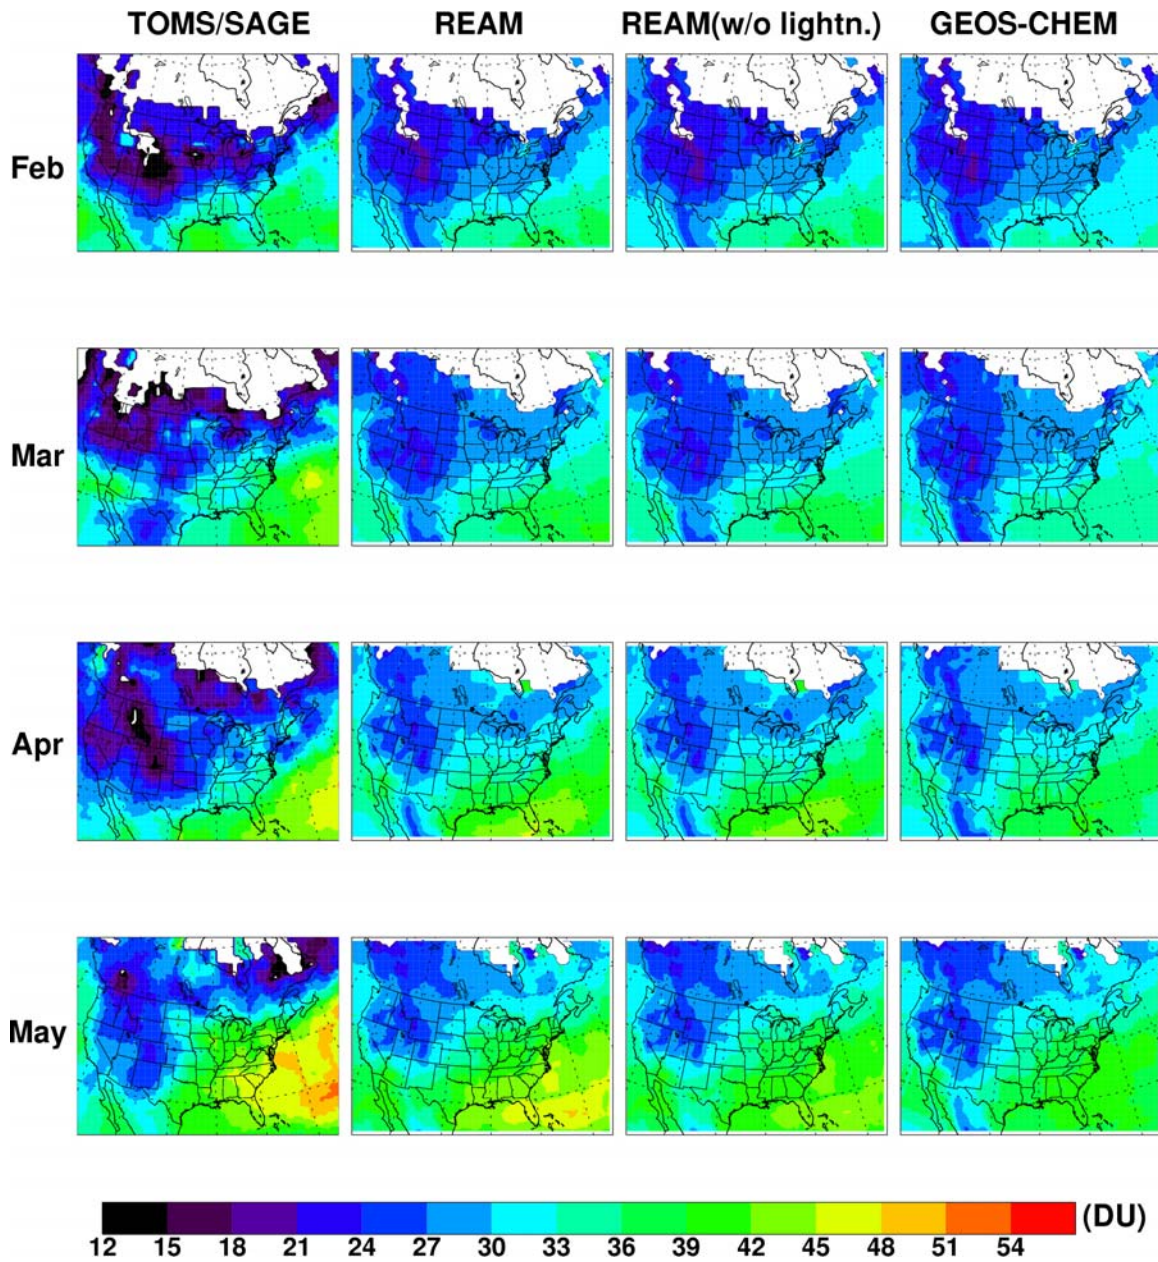 TOMS/SAGE REAM REAM(w/o lightn.) GEOS-CHEM
Feb
Mar
Apr
May
(DU)
12 15 18 21 24 27 30 33 36 39 42 45 48 51 54